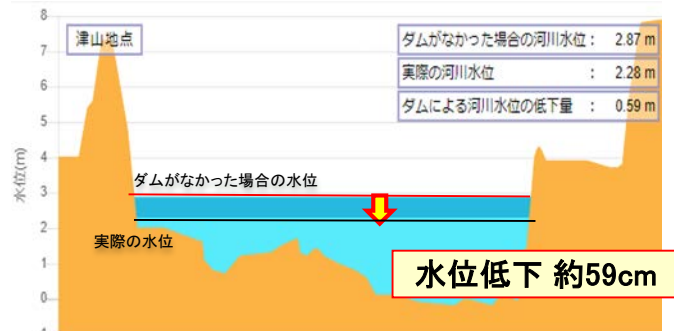 8
津山地点
ダムがなかった場合の河川水位： 2.87 m
実際の河川水位 ： 2.28 m
ダムによる河川水位の低下量 ： 0.59 m
7
6
5
水位(m)
4
ダムがなかった場合の水位
3
2
実際の水位
水位低下 約59cm
1
0